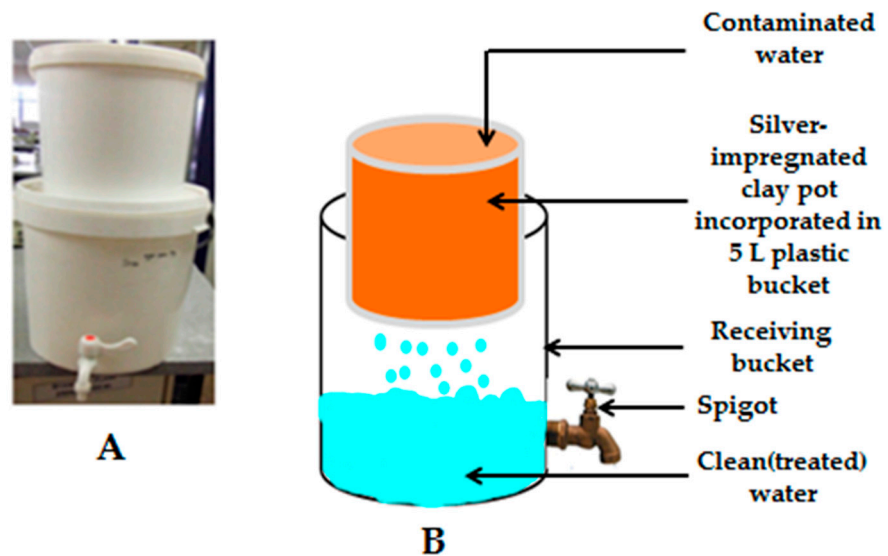 Contaminated
water
Silver-
impregnated
clay pot
incorporated in
5 L plastic
bucket
Receiving
bucket
Spigot
Clean(treated)
water
A
B